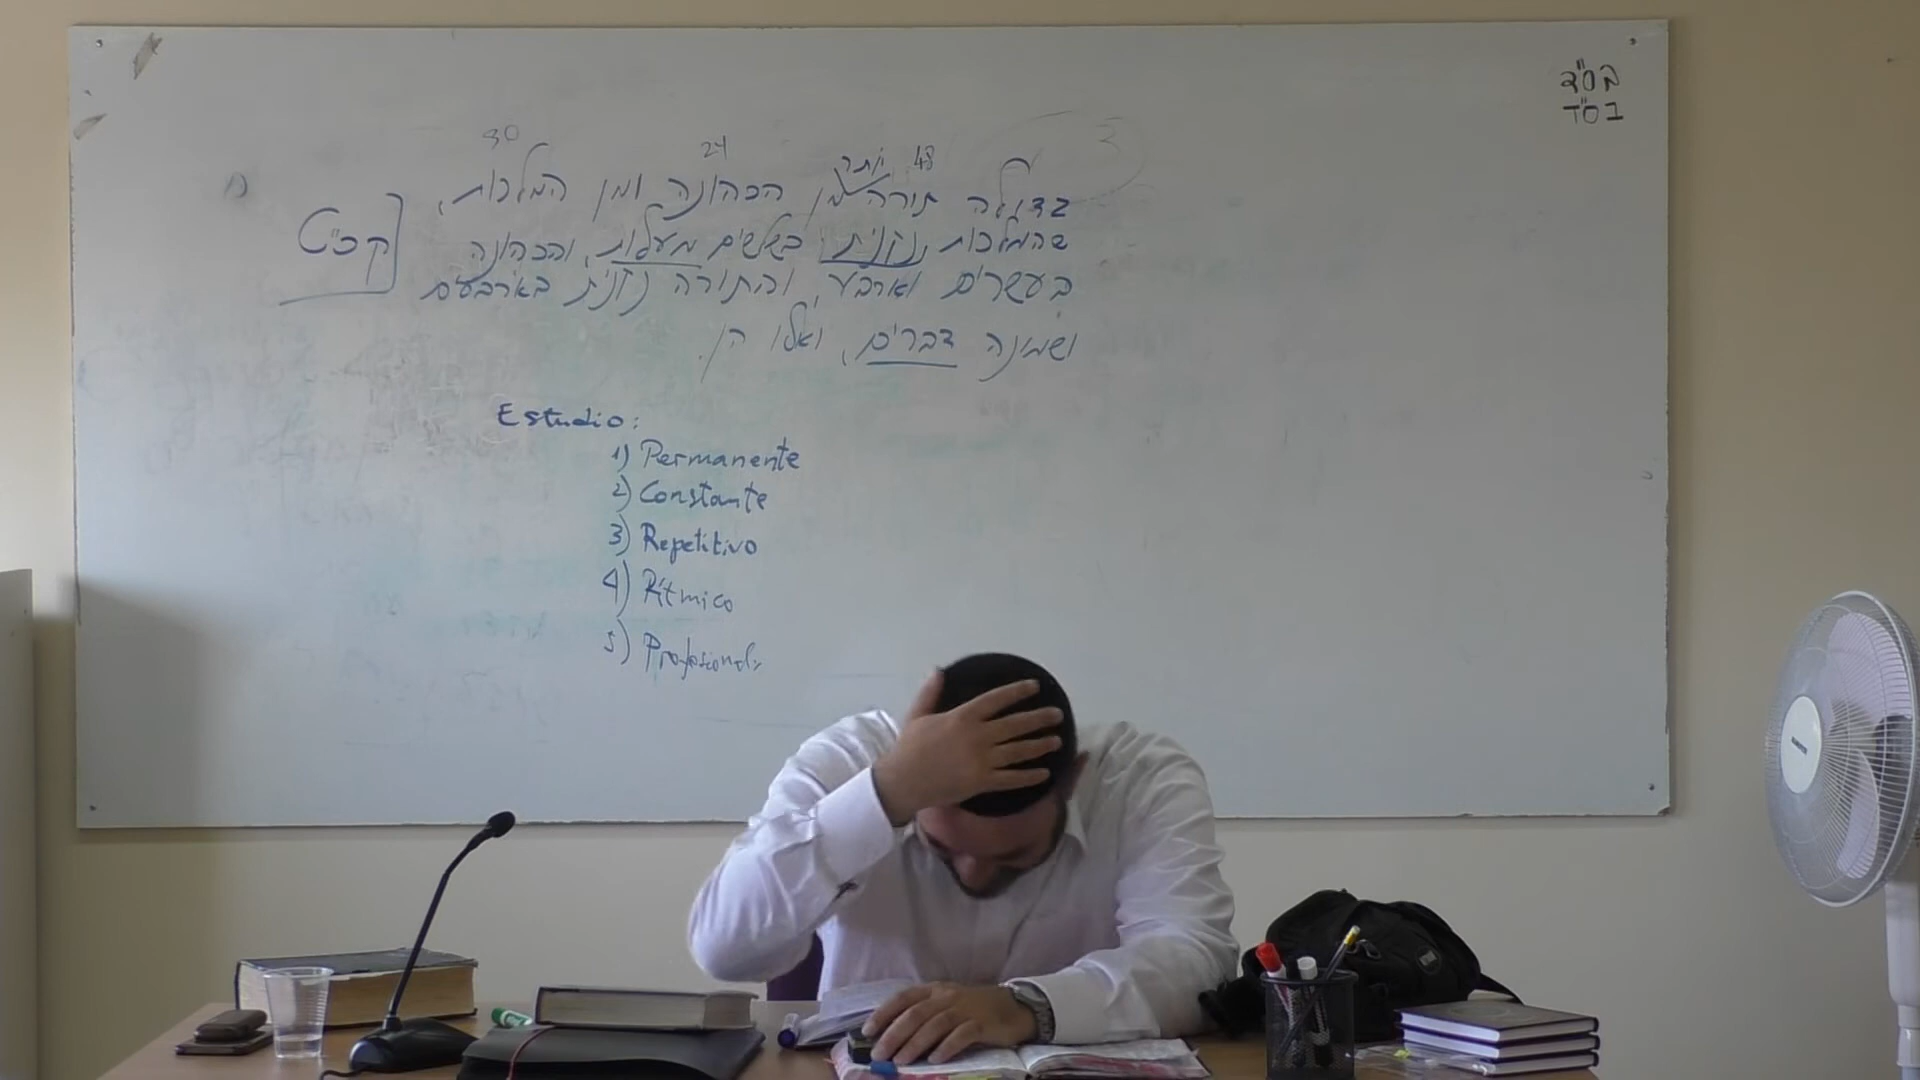 בס"ד
בס"ד
30 24 48
יותר
גדולה תורה מן הכהונה ומן המלכות,
שהמלכות נקנית בשלשים מעלות, והכהונה
בעשרים וארבע, והתורה נקנית בארבעים
ושמונה דברים, ואלו הן.
קכ"ט
Estudio:
1) Permanente
2) Constante
3) Repetitivo
4) Rítmico
5)